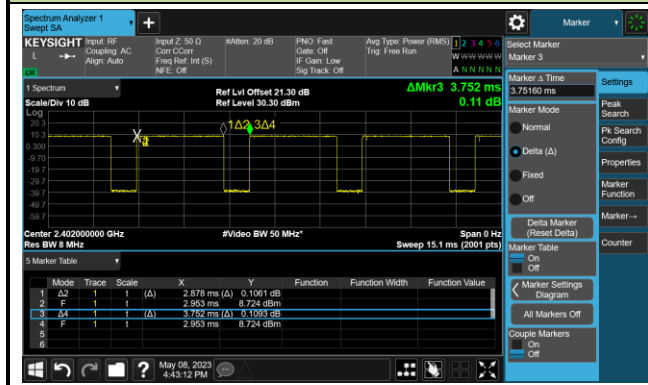 Spectrum Analyzer 1
Swept SA
Marker
KEYSIGHT
L
Input: RF
Coupling: AC
Align: Auto
Input Z: 50 Ω
Corr CCorr
Freq Ref: Int (S)
NFE: Off
#Atten: 20 dB
PNO: Fast
Gate: Off
IF Gain: Low
Sig Track: Off
Avg Type: Power (RMS)
Trig: Free Run
1 2 3 4 5 6
A N N N N N
Select Marker
Marker 3
1 Spectrum
Scale/Div 10 dB
Ref Lvl Offset 21.30 dB
Ref Level 30.30 dBm
ΔMkr3 3.752 ms
0.11 dB
Log
20.3
10.3
0.300
-9.70
-19.7
-29.7
-39.7
-49.7
-59.7
1Δ2 3Δ4
Center 2.402000000 GHz
Res BW 8 MHz
#Video BW 50 MHz*
Span 0 Hz
Sweep 15.1 ms (2001 pts)
5 Marker Table
Mode Trace Scale X Y Function Function Width Function Value
1 Δ2 1 t (Δ) 2.878 ms (Δ) 0.1061 dB
2 F 1 t 2.953 ms 8.724 dBm
3 Δ4 1 t (Δ) 3.752 ms (Δ) 0.1093 dB
4 F 1 t 2.953 ms 8.724 dBm
5
6
Marker Δ Time
3.75160 ms
Marker Mode
Normal
Delta (Δ)
Fixed
Off
Delta Marker
(Reset Delta)
Marker Table
On
Off
Marker Settings
Diagram
All Markers Off
Couple Markers
On
Off
Settings
Peak
Search
Pk Search
Config
Properties
Marker
Function
Marker→
Counter
May 08, 2023
4:43:12 PM